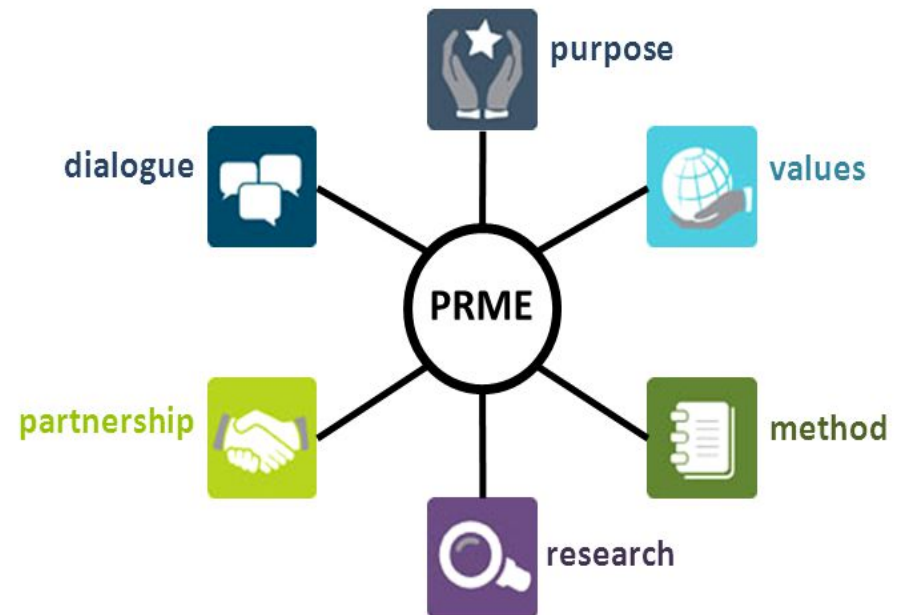 purpose
dialogue
values
PRME
partnership
method
research